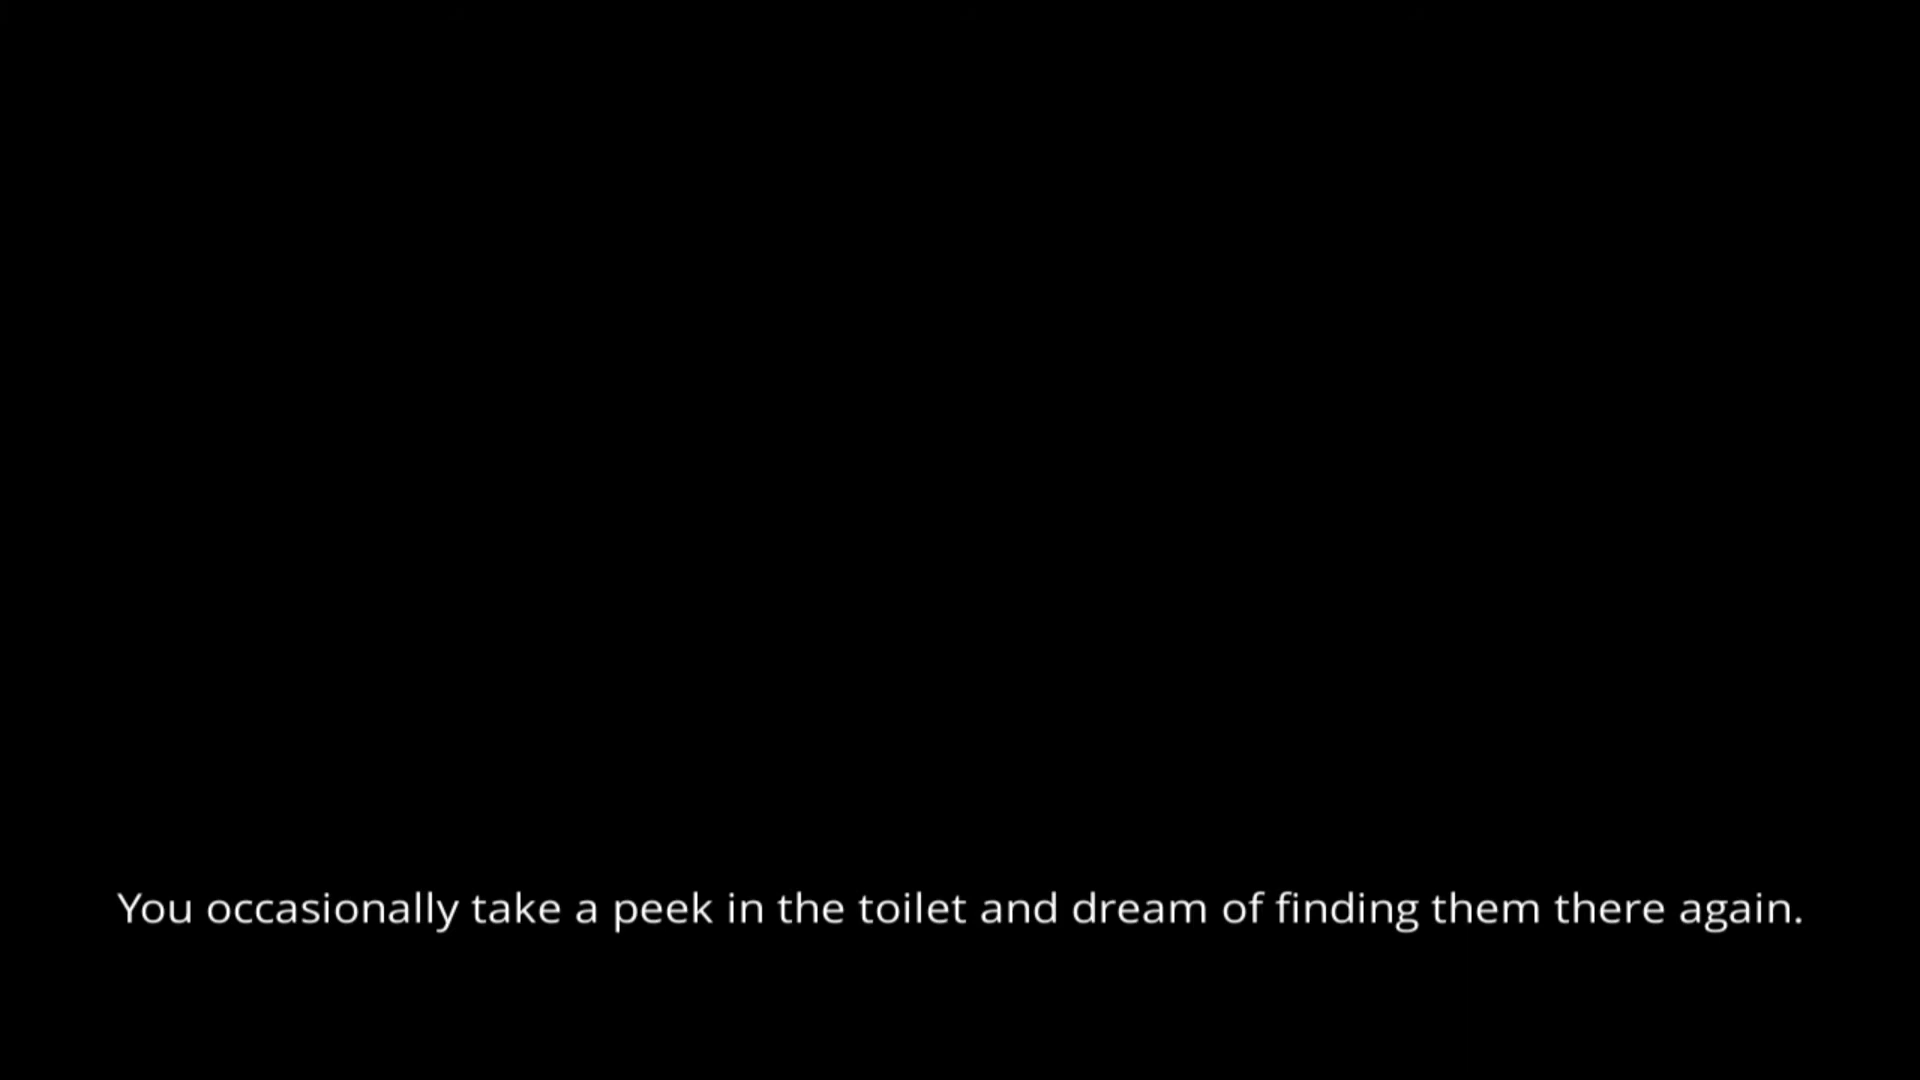 You occasionally take a peek in the toilet and dream of finding them there again.